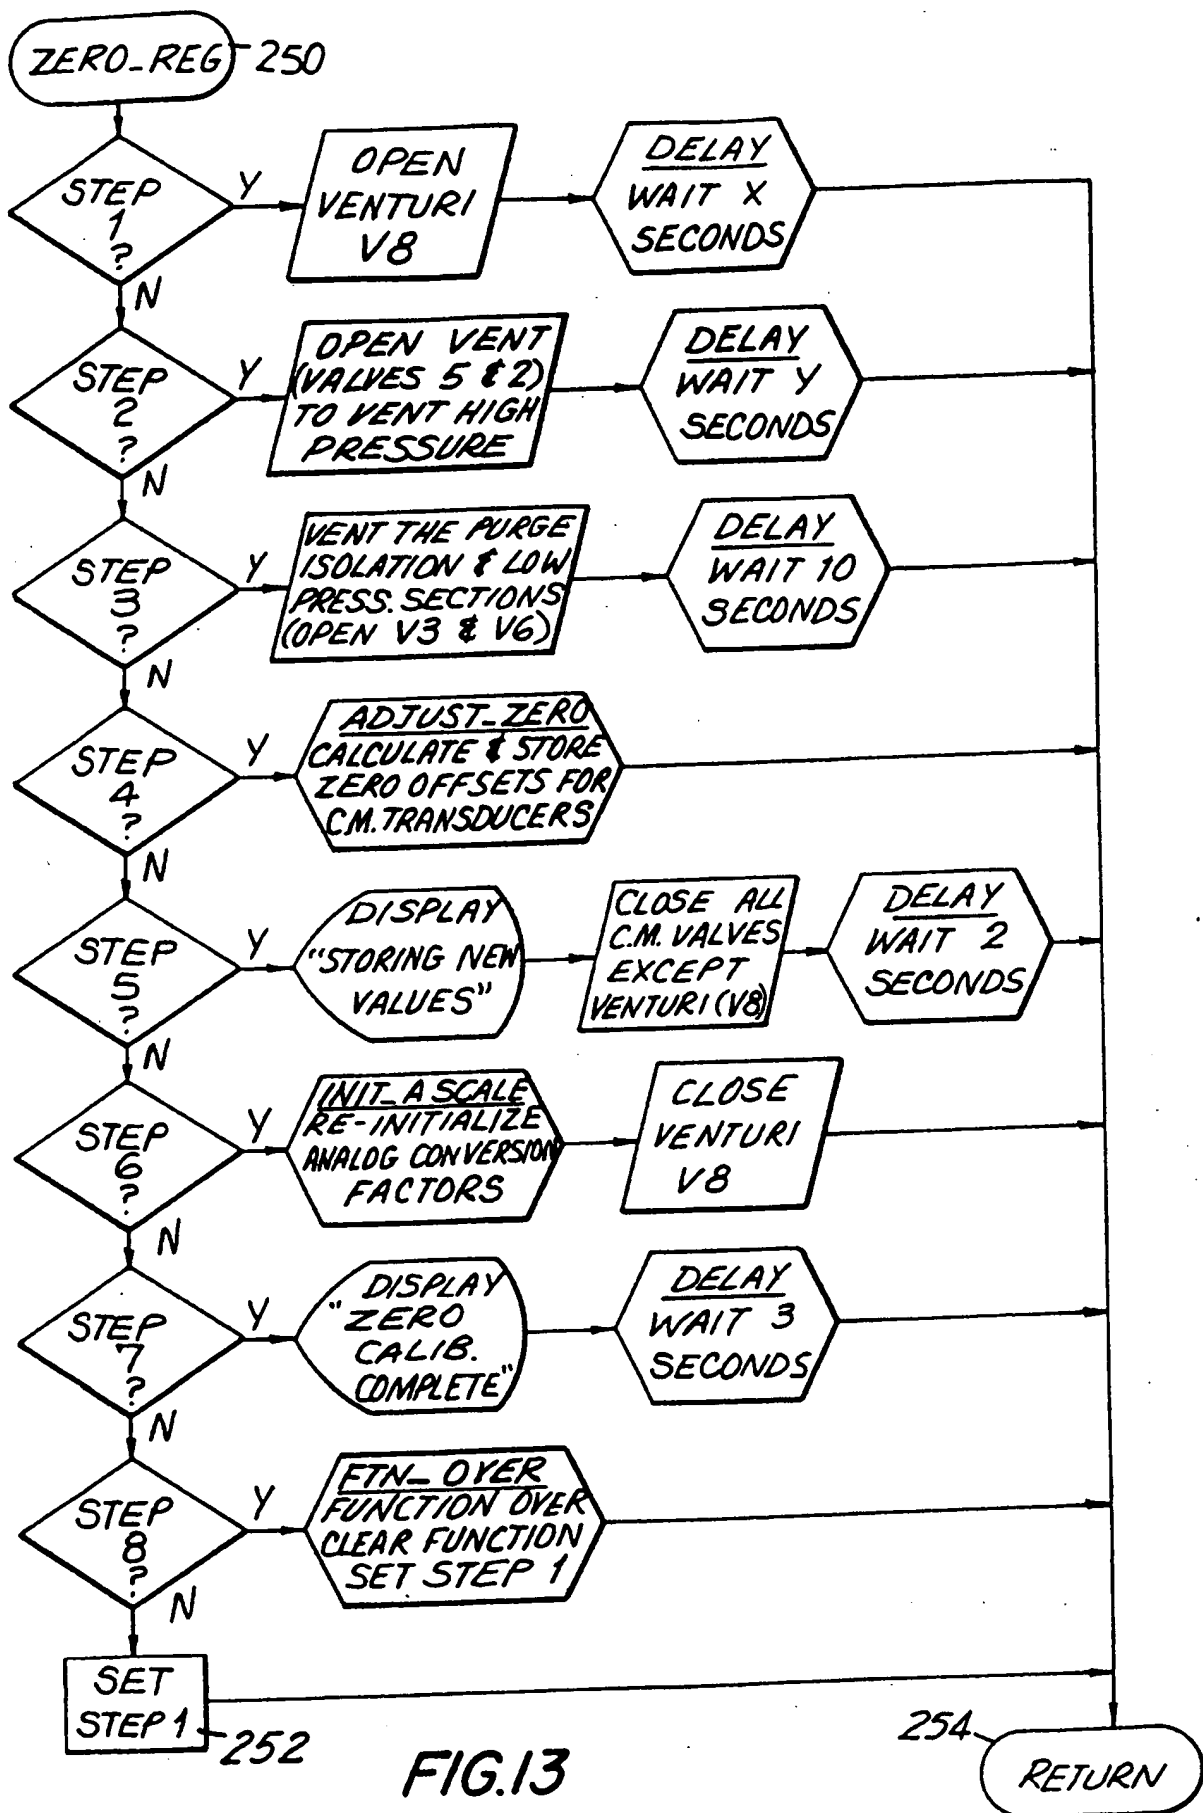 ZERO_REG 250
STEP
1
?
Y
N
OPEN
VENTURI
V8
DELAY
WAIT X
SECONDS
STEP
2
?
Y
N
OPEN VENT
(VALVES 5 & 2)
TO VENT HIGH
PRESSURE
DELAY
WAIT Y
SECONDS
STEP
3
?
Y
N
VENT THE PURGE
ISOLATION & LOW
PRESS. SECTIONS
(OPEN V3 & V6)
DELAY
WAIT 10
SECONDS
STEP
4
?
Y
N
ADJUST_ZERO
CALCULATE & STORE
ZERO OFFSETS FOR
C.M. TRANSDUCERS
STEP
5
?
Y
N
DISPLAY
"STORING NEW
VALUES"
CLOSE ALL
C.M. VALVES
EXCEPT
VENTURI (V8)
DELAY
WAIT 2
SECONDS
STEP
6
?
Y
N
INIT_A SCALE
RE-INITIALIZE
ANALOG CONVERSION
FACTORS
CLOSE
VENTURI
V8
STEP
7
?
Y
N
DISPLAY
"ZERO
CALIB.
COMPLETE"
DELAY
WAIT 3
SECONDS
STEP
8
?
Y
N
FTN_OVER
FUNCTION OVER
CLEAR FUNCTION
SET STEP 1
SET
STEP 1
252
FIG.13
254
RETURN